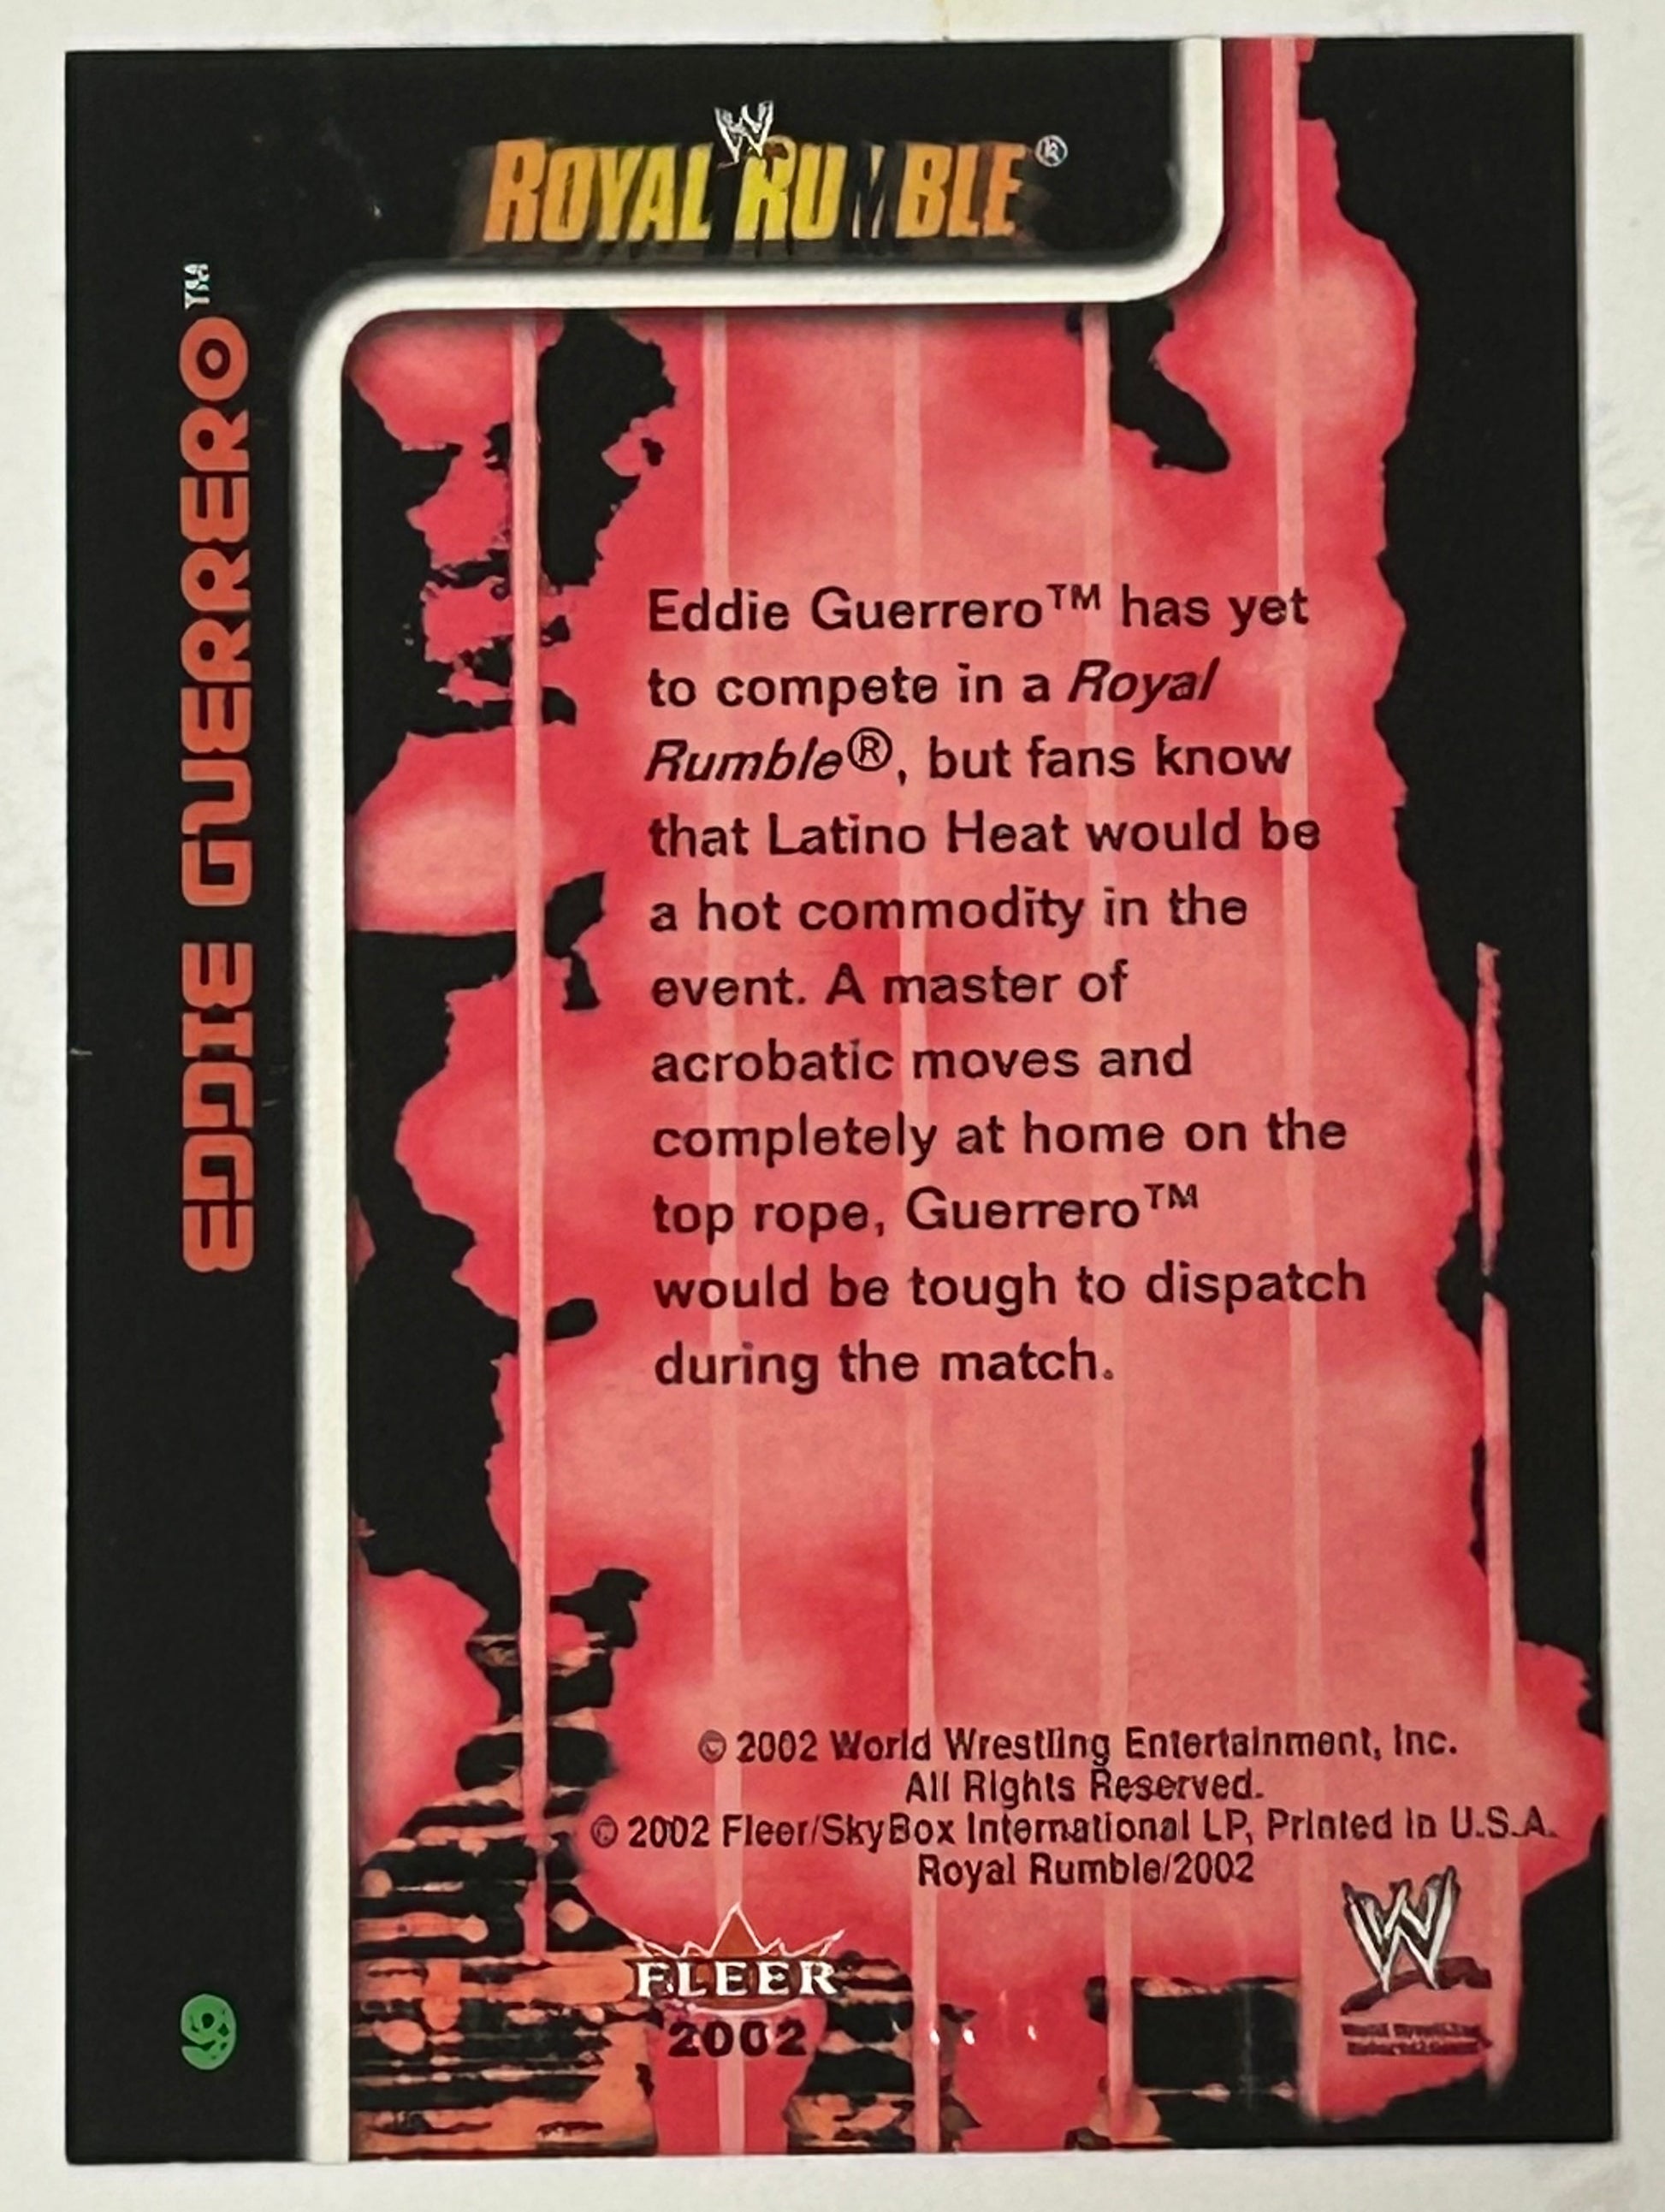 W
ROYAL RUMBLE®
EDDIE GUERRERO™
Eddie Guerrero™ has yet
to compete in a Royal
Rumble®, but fans know
that Latino Heat would be
a hot commodity in the
event. A master of
acrobatic moves and
completely at home on the
top rope, Guerrero™
would be tough to dispatch
during the match.
© 2002 World Wrestling Entertainment, Inc.
All Rights Reserved.
© 2002 Fleer/SkyBox International LP, Printed in U.S.A.
Royal Rumble/2002
FLEER
2002
W
World Wrestling
Entertainment
9